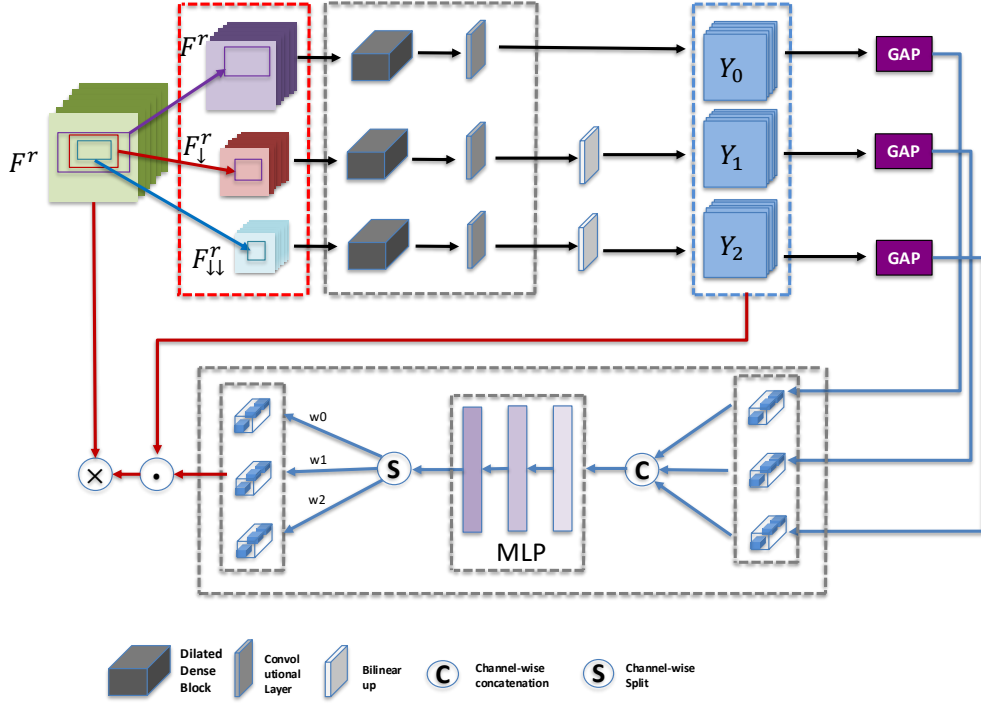 F^r
F^r
F^r_↓
F^r_↓↓
Y_0
Y_1
Y_2
GAP
GAP
GAP
w0
w1
w2
×
·
S
C
MLP
Dilated
Dense
Block
Convol
utional
Layer
Bilinear
up
C
Channel-wise
concatenation
S
Channel-wise
Split